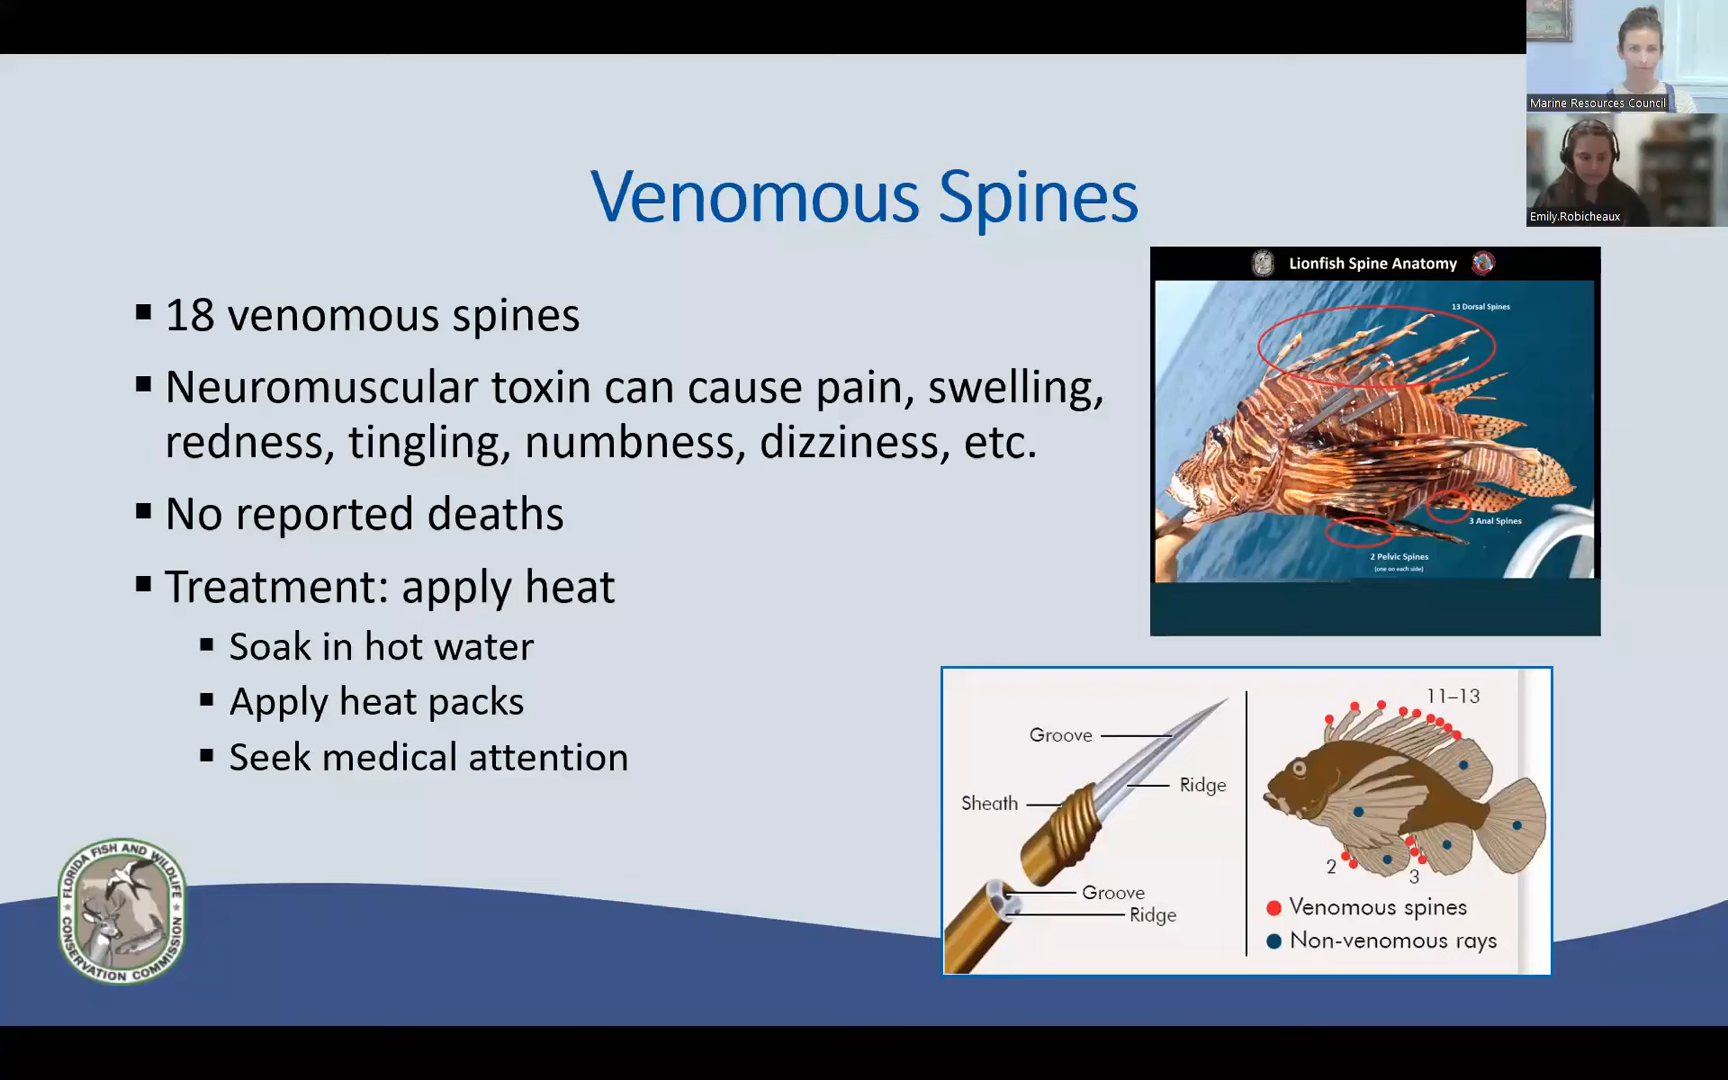 Marine Resources Council
Emily.Robicheaux
Venomous Spines
18 venomous spines
Neuromuscular toxin can cause pain, swelling,
redness, tingling, numbness, dizziness, etc.
No reported deaths
Treatment: apply heat
Soak in hot water
Apply heat packs
Seek medical attention
Lionfish Spine Anatomy
13 Dorsal Spines
3 Anal Spines
2 Pelvic Spines
(one on each side)
Groove
Ridge
Sheath
Groove
Ridge
11–13
2
3
Venomous spines
Non-venomous rays
FLORIDA FISH AND WILDLIFE
CONSERVATION COMMISSION